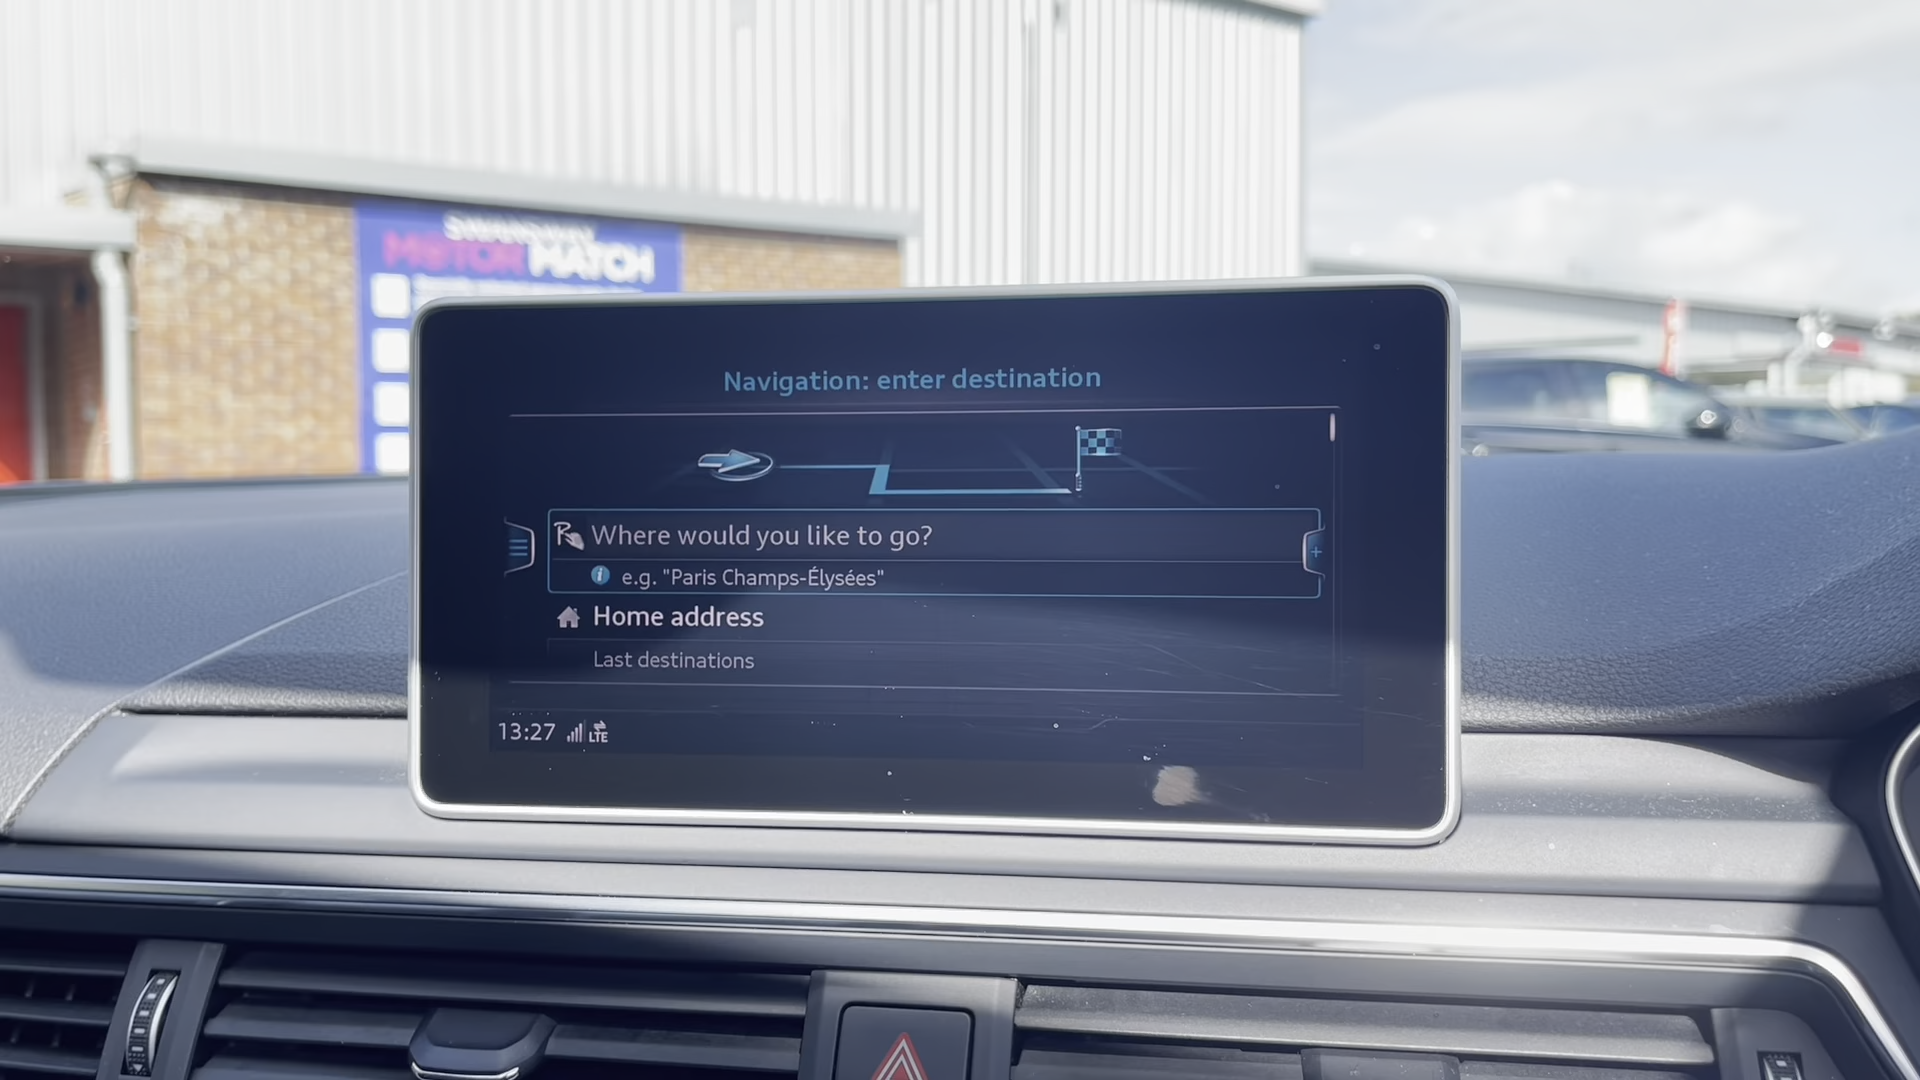 SWANSWAY
MOTOR MATCH
Navigation: enter destination
Where would you like to go?
e.g. "Paris Champs-Élysées"
Home address
Last destinations
13:27 LTE